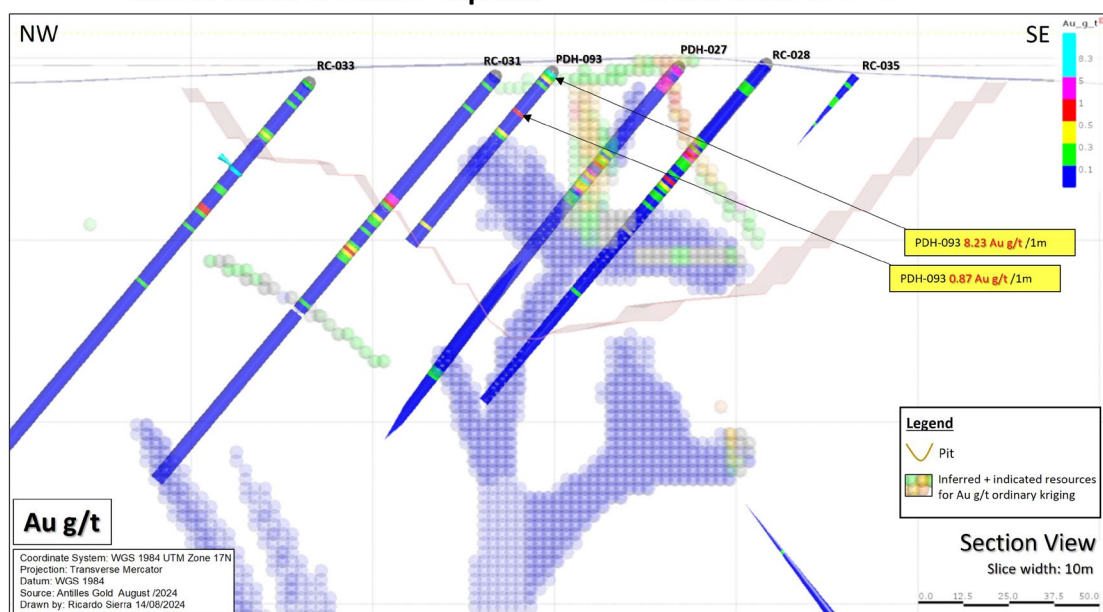 NW
SE
Au_g_t
8.3
5
1
0.5
0.3
0.1
RC-033
RC-031
PDH-093
PDH-027
RC-028
RC-035
PDH-093 8.23 Au g/t /1m
PDH-093 0.87 Au g/t /1m
Legend
Pit
Inferred + indicated resources
for Au g/t ordinary kriging
Au g/t
Coordinate System: WGS 1984 UTM Zone 17N
Projection: Transverse Mercator
Datum: WGS 1984
Source: Antilles Gold August /2024
Drawn by: Ricardo Sierra 14/08/2024
Section View
Slice width: 10m
0.0 12.5 25.0 37.5 50.0